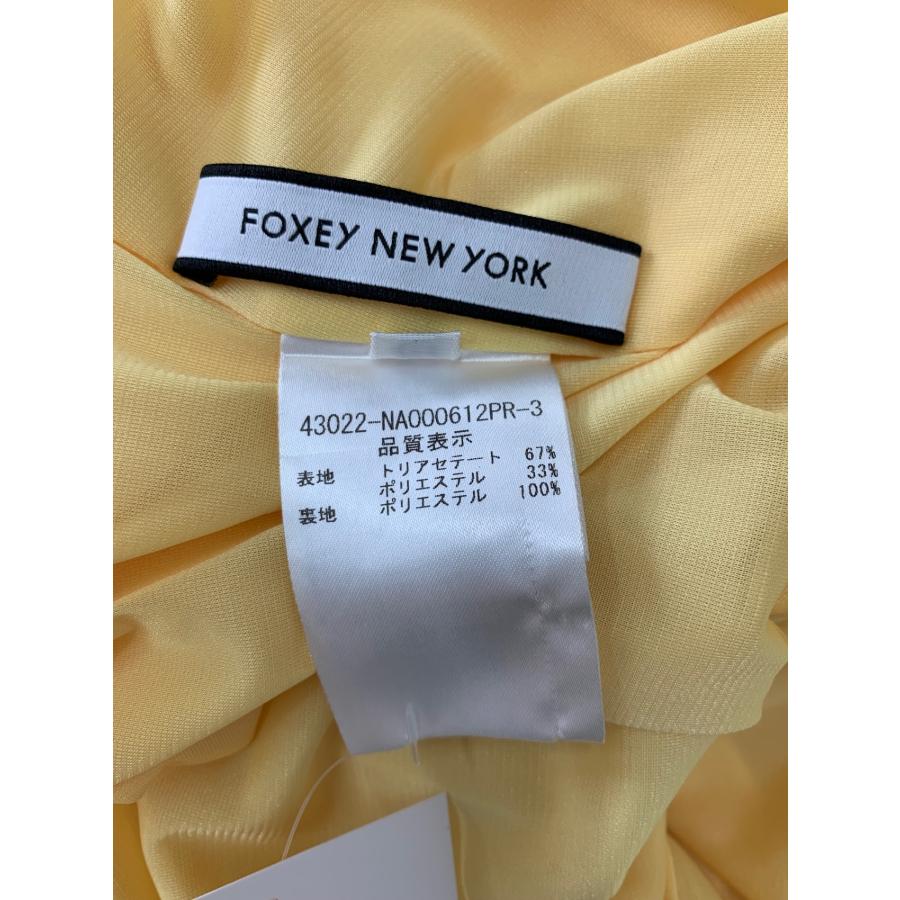 FOXEY NEW YORK
43022-NA000612PR-3
品質表示
表地 トリアセテート 67%
ポリエステル 33%
裏地 ポリエステル 100%